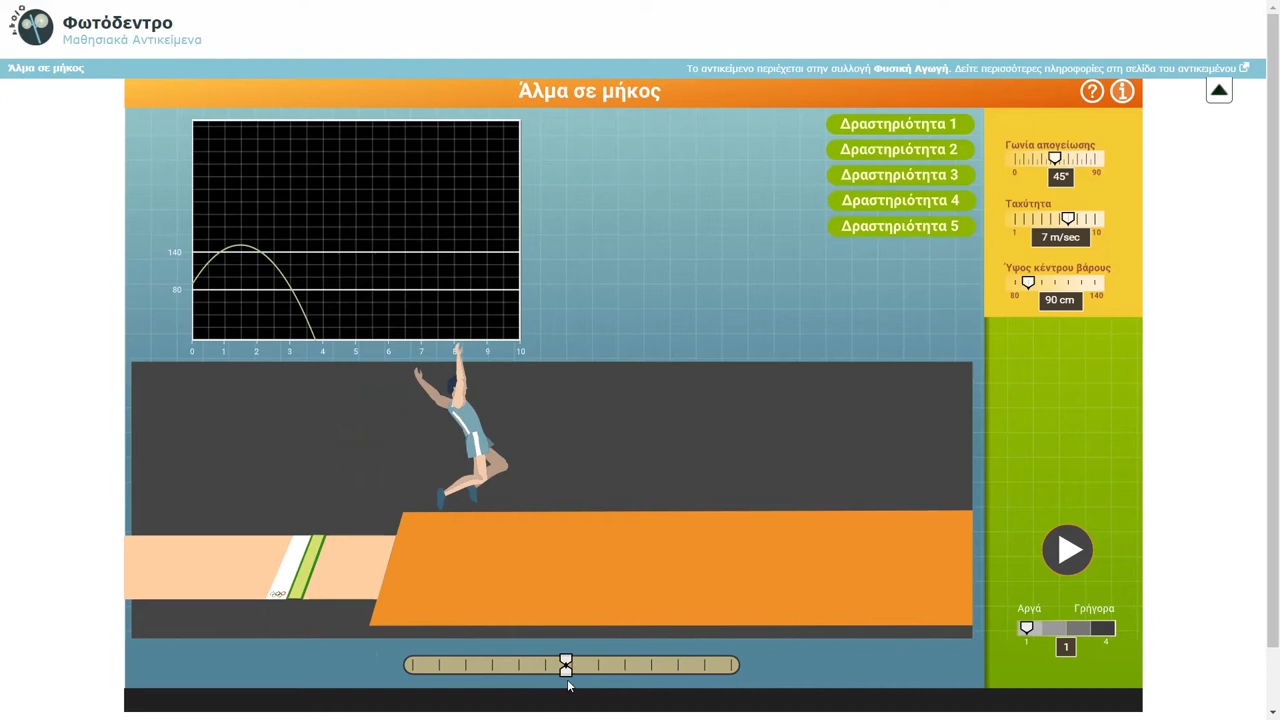 Φωτόδεντρο
Μαθησιακά Αντικείμενα
Άλμα σε μήκος
Το αντικείμενο περιέχεται στην συλλογή Φυσική Αγωγή. Δείτε περισσότερες πληροφορίες στη σελίδα του αντικειμένου
Άλμα σε μήκος
? i
Δραστηριότητα 1
Δραστηριότητα 2
Δραστηριότητα 3
Δραστηριότητα 4
Δραστηριότητα 5
140
80
0 1 2 3 4 5 6 7 8 9 10
Γωνία απογείωσης
0 90
45°
Ταχύτητα
1 10
7 m/sec
Ύψος κέντρου βάρους
80 140
90 cm
Αργά Γρήγορα
1 4
1